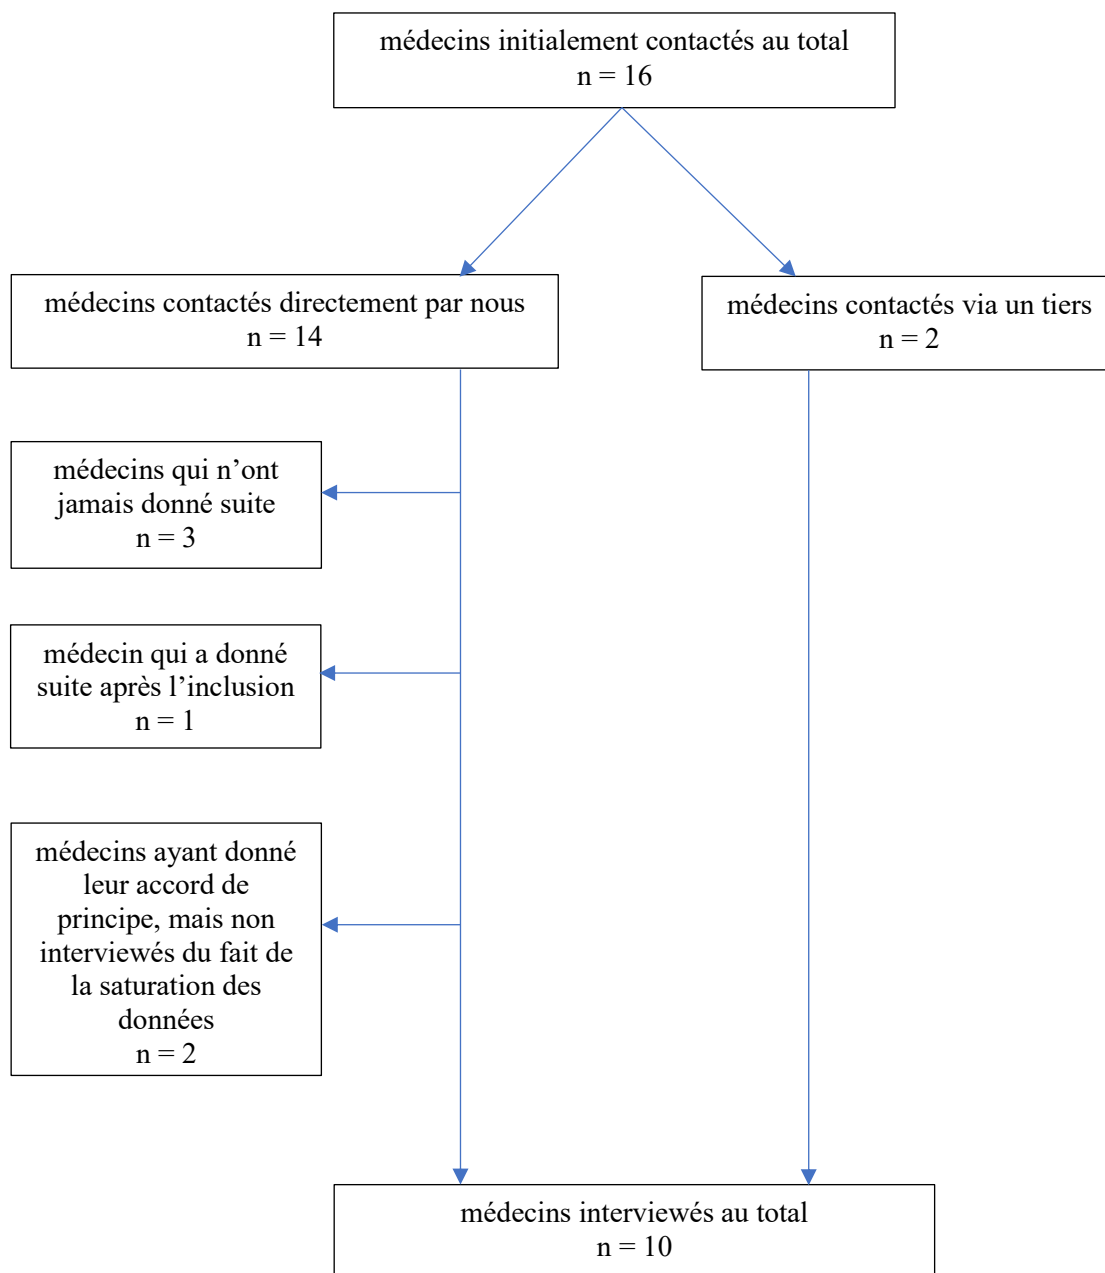 médecins initialement contactés au total
n = 16
médecins contactés directement par nous
n = 14
médecins contactés via un tiers
n = 2
médecins qui n’ont
jamais donné suite
n = 3
médecin qui a donné
suite après l’inclusion
n = 1
médecins ayant donné
leur accord de
principe, mais non
interviewés du fait de
la saturation des
données
n = 2
médecins interviewés au total
n = 10